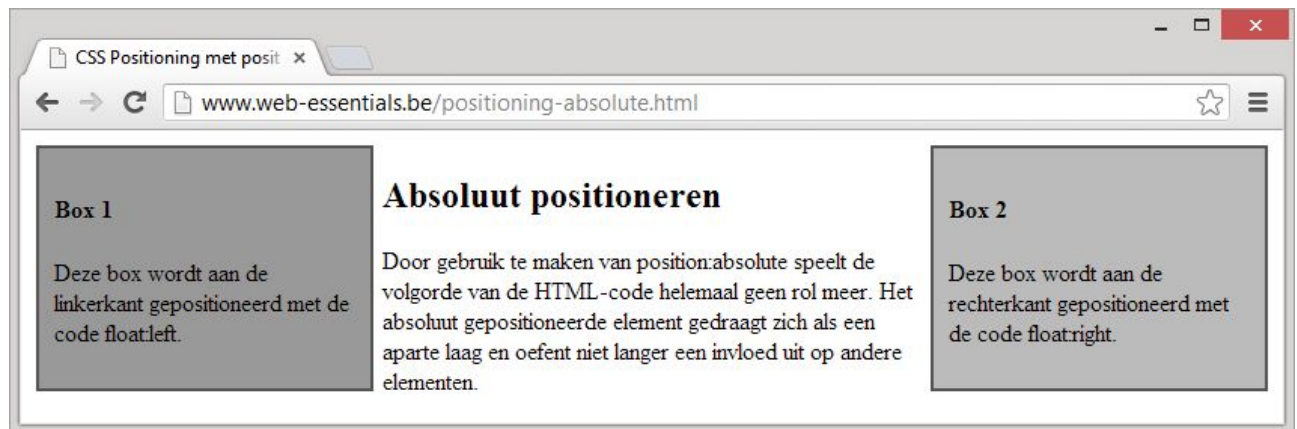 CSS Positioning met posit
www.web-essentials.be/positioning-absolute.html
Box 1
Deze box wordt aan de
linkerkant gepositioneerd met de
code float:left.
Absoluut positioneren
Door gebruik te maken van position:absolute speelt de
volgorde van de HTML-code helemaal geen rol meer. Het
absoluut gepositioneerde element gedraagt zich als een
aparte laag en oefent niet langer een invloed uit op andere
elementen.
Box 2
Deze box wordt aan de
rechterkant gepositioneerd met
de code float:right.